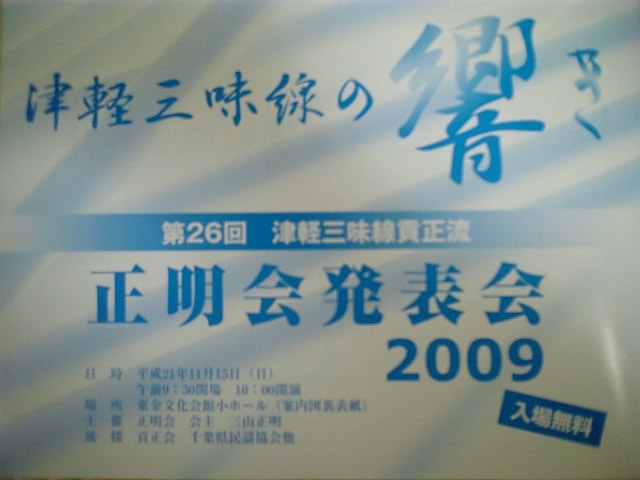 津軽三味線の響
第26回　津軽三味線貢正流
正明会発表会
2009
日　時　平成21年11月15日（日）
午前9：30開場　10：00開演
場　所　東金文化会館小ホール（案内図裏表紙）
主　催　正明会　会主　三山正明
後　援　貢正会　千葉県民謡協会他
入場無料